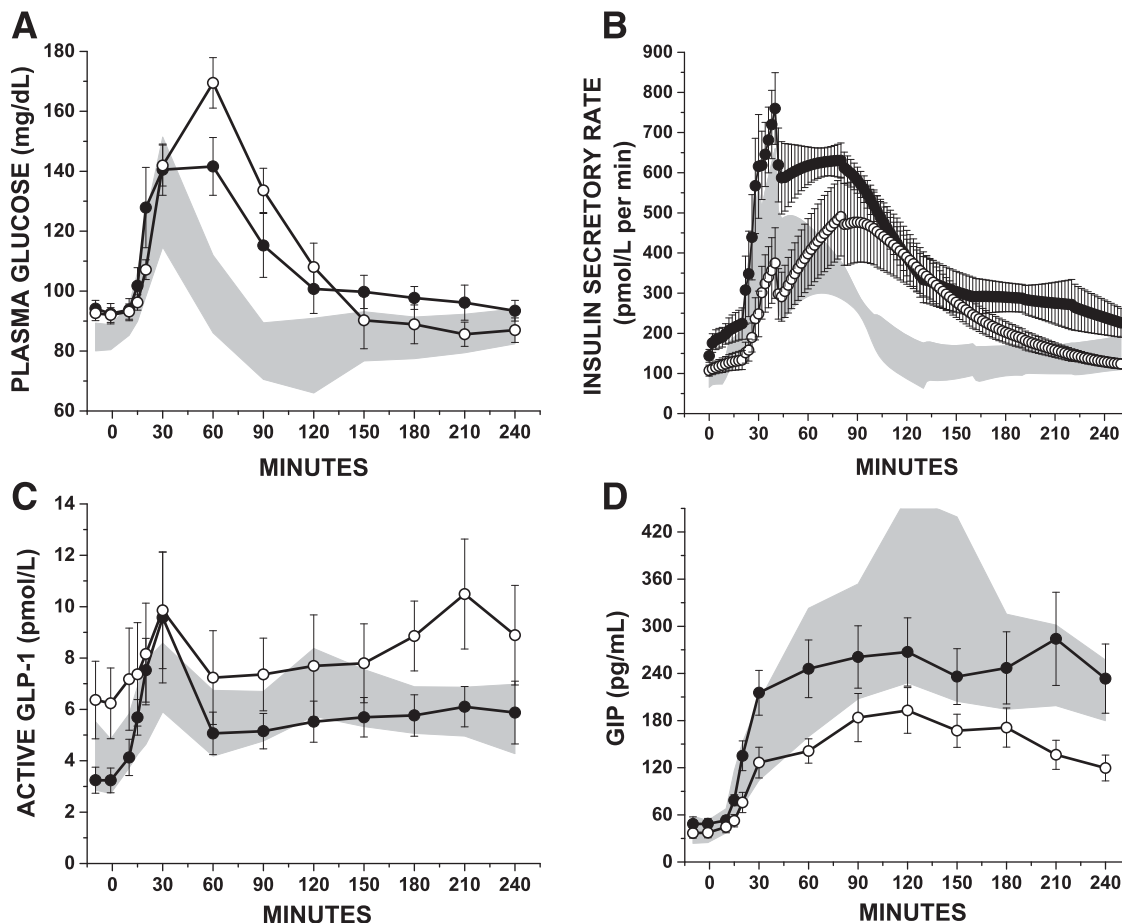 A
PLASMA GLUCOSE (mg/dL)
180
160
140
120
100
80
60
0 30 60 90 120 150 180 210 240
MINUTES
B
INSULIN SECRETORY RATE
(pmol/L per min)
900
800
700
600
500
400
300
200
100
0
0 30 60 90 120 150 180 210 240
MINUTES
C
ACTIVE GLP-1 (pmol/L)
14
12
10
8
6
4
2
0
0 30 60 90 120 150 180 210 240
MINUTES
D
GIP (pg/mL)
420
360
300
240
180
120
60
0
0 30 60 90 120 150 180 210 240
MINUTES